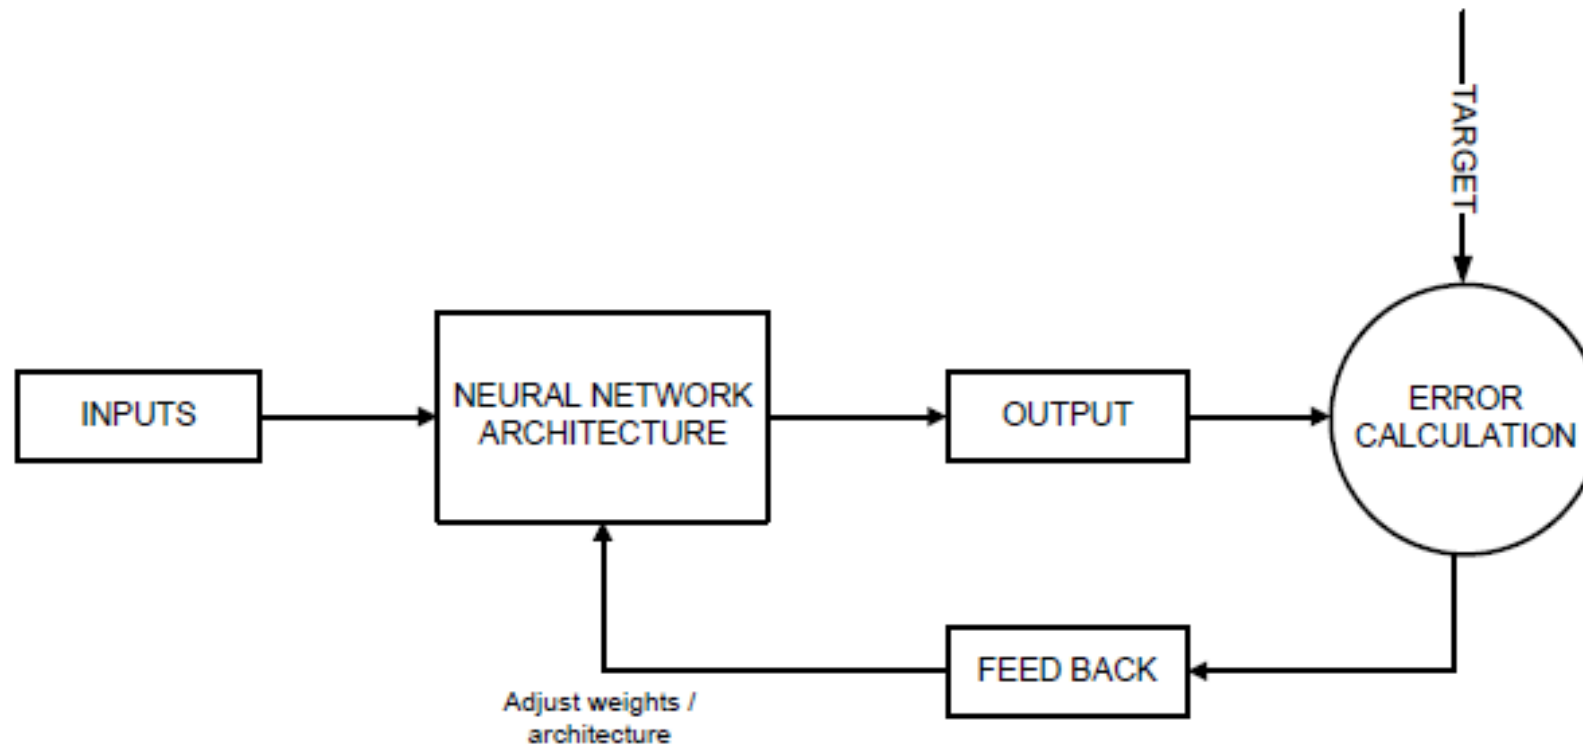 TARGET
INPUTS
NEURAL NETWORK
ARCHITECTURE
OUTPUT
ERROR
CALCULATION
FEED BACK
Adjust weights /
architecture